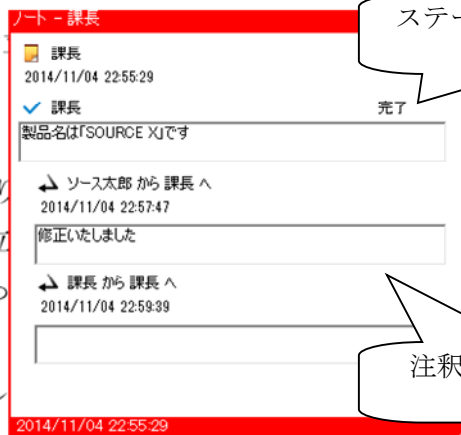 ノート - 課長
ステー
課長
2014/11/04 22:55:29
課長 完了
製品名は「SOURCE X」です
ソース太郎 から 課長 へ
2014/11/04 22:57:47
修正いたしました
課長 から 課長 へ
2014/11/04 22:59:39
注釈
2014/11/04 22:55:29